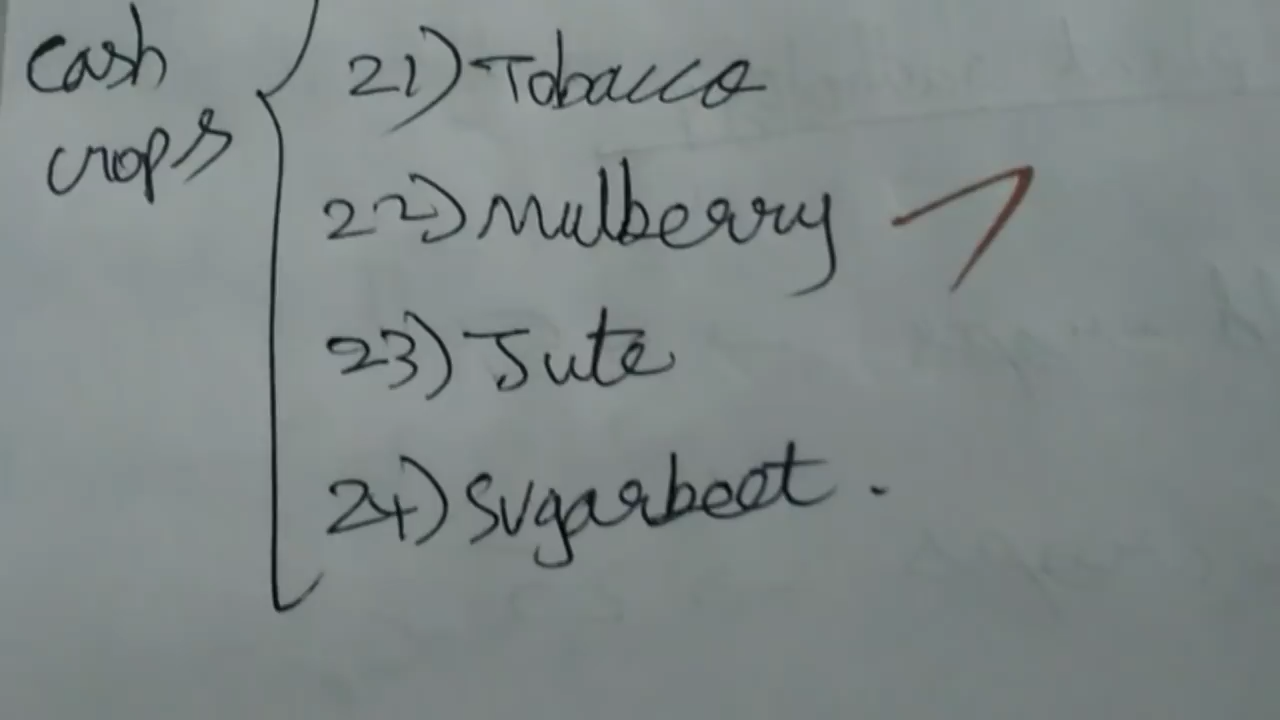 Cash
crops
21) Tobacco
22) Mulberry
23) Jute
24) Sugarbeet .